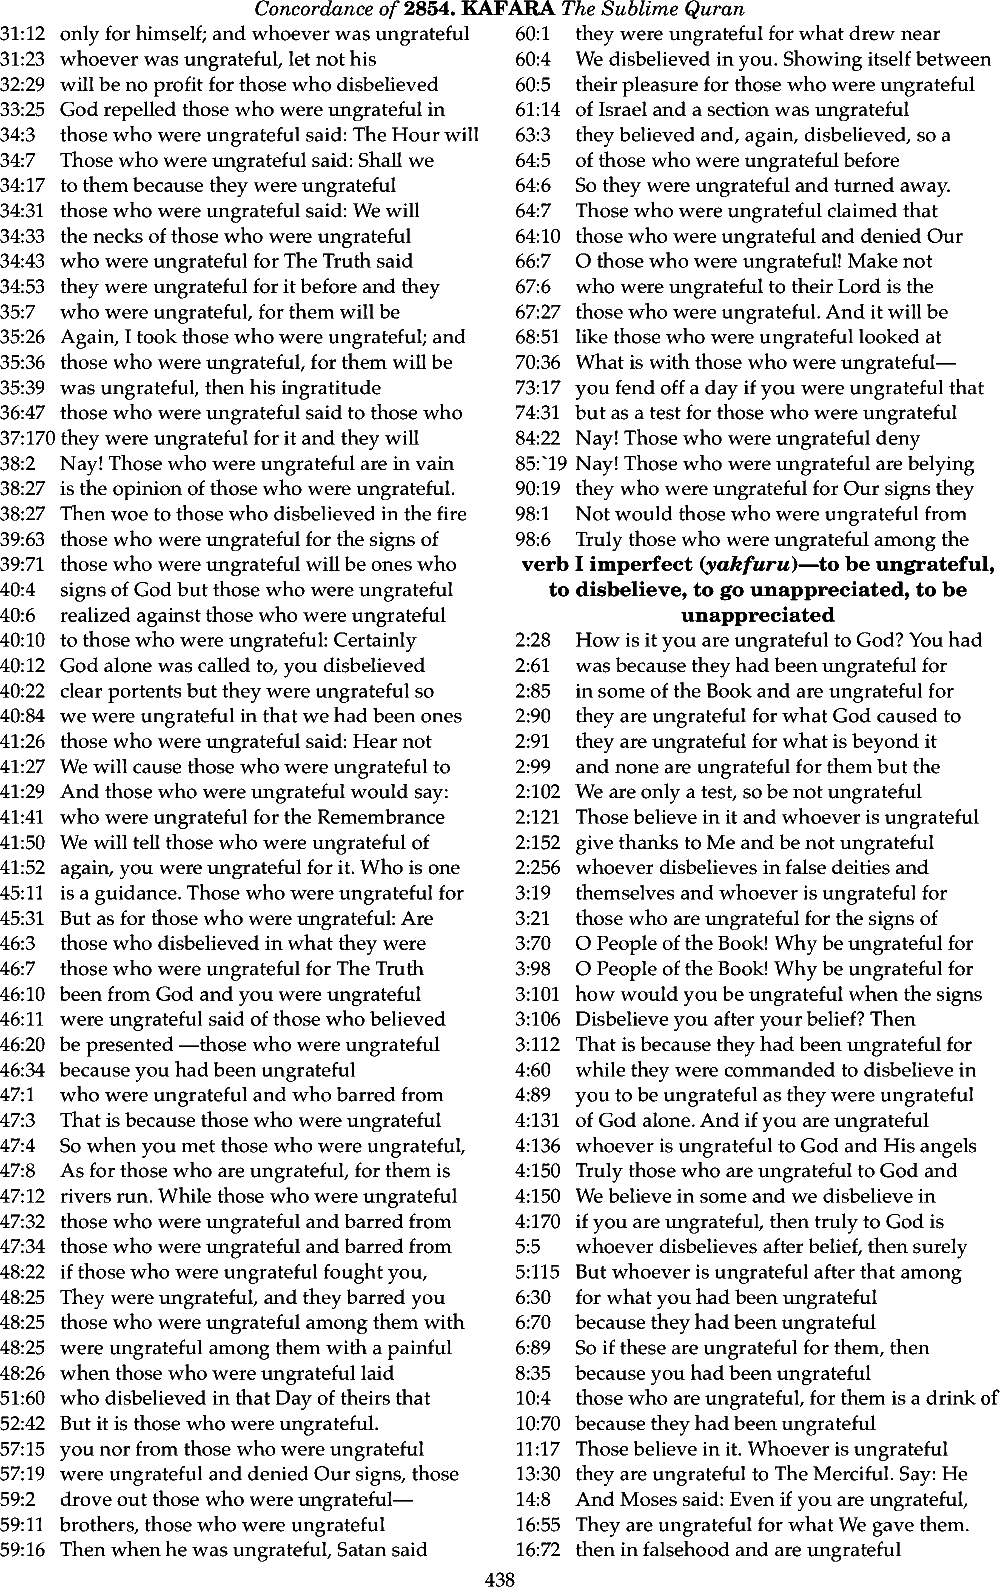 Concordance of 2854. KAFARA The Sublime Quran
31:12 only for himself; and whoever was ungrateful
31:23 whoever was ungrateful, let not his
32:29 will be no profit for those who disbelieved
33:25 God repelled those who were ungrateful in
34:3 those who were ungrateful said: The Hour will
34:7 Those who were ungrateful said: Shall we
34:17 to them because they were ungrateful
34:31 those who were ungrateful said: We will
34:33 the necks of those who were ungrateful
34:43 who were ungrateful for The Truth said
34:53 they were ungrateful for it before and they
35:7 who were ungrateful, for them will be
35:26 Again, I took those who were ungrateful; and
35:36 those who were ungrateful, for them will be
35:39 was ungrateful, then his ingratitude
36:47 those who were ungrateful said to those who
37:170 they were ungrateful for it and they will
38:2 Nay! Those who were ungrateful are in vain
38:27 is the opinion of those who were ungrateful.
38:27 Then woe to those who disbelieved in the fire
39:63 those who were ungrateful for the signs of
39:71 those who were ungrateful will be ones who
40:4 signs of God but those who were ungrateful
40:6 realized against those who were ungrateful
40:10 to those who were ungrateful: Certainly
40:12 God alone was called to, you disbelieved
40:22 clear portents but they were ungrateful so
40:84 we were ungrateful in that we had been ones
41:26 those who were ungrateful said: Hear not
41:27 We will cause those who were ungrateful to
41:29 And those who were ungrateful would say:
41:41 who were ungrateful for the Remembrance
41:50 We will tell those who were ungrateful of
41:52 again, you were ungrateful for it. Who is one
45:11 is a guidance. Those who were ungrateful for
45:31 But as for those who were ungrateful: Are
46:3 those who disbelieved in what they were
46:7 those who were ungrateful for The Truth
46:10 been from God and you were ungrateful
46:11 were ungrateful said of those who believed
46:20 be presented —those who were ungrateful
46:34 because you had been ungrateful
47:1 who were ungrateful and who barred from
47:3 That is because those who were ungrateful
47:4 So when you met those who were ungrateful,
47:8 As for those who are ungrateful, for them is
47:12 rivers run. While those who were ungrateful
47:32 those who were ungrateful and barred from
47:34 those who were ungrateful and barred from
48:22 if those who were ungrateful fought you,
48:25 They were ungrateful, and they barred you
48:25 those who were ungrateful among them with
48:25 were ungrateful among them with a painful
48:26 when those who were ungrateful laid
51:60 who disbelieved in that Day of theirs that
52:42 But it is those who were ungrateful.
57:15 you nor from those who were ungrateful
57:19 were ungrateful and denied Our signs, those
59:2 drove out those who were ungrateful—
59:11 brothers, those who were ungrateful
59:16 Then when he was ungrateful, Satan said
60:1 they were ungrateful for what drew near
60:4 We disbelieved in you. Showing itself between
60:5 their pleasure for those who were ungrateful
61:14 of Israel and a section was ungrateful
63:3 they believed and, again, disbelieved, so a
64:5 of those who were ungrateful before
64:6 So they were ungrateful and turned away.
64:7 Those who were ungrateful claimed that
64:10 those who were ungrateful and denied Our
66:7 O those who were ungrateful! Make not
67:6 who were ungrateful to their Lord is the
67:27 those who were ungrateful. And it will be
68:51 like those who were ungrateful looked at
70:36 What is with those who were ungrateful—
73:17 you fend off a day if you were ungrateful that
74:31 but as a test for those who were ungrateful
84:22 Nay! Those who were ungrateful deny
85:`19 Nay! Those who were ungrateful are belying
90:19 they who were ungrateful for Our signs they
98:1 Not would those who were ungrateful from
98:6 Truly those who were ungrateful among the
verb I imperfect (yakfuru)—to be ungrateful,
to disbelieve, to go unappreciated, to be
unappreciated
2:28 How is it you are ungrateful to God? You had
2:61 was because they had been ungrateful for
2:85 in some of the Book and are ungrateful for
2:90 they are ungrateful for what God caused to
2:91 they are ungrateful for what is beyond it
2:99 and none are ungrateful for them but the
2:102 We are only a test, so be not ungrateful
2:121 Those believe in it and whoever is ungrateful
2:152 give thanks to Me and be not ungrateful
2:256 whoever disbelieves in false deities and
3:19 themselves and whoever is ungrateful for
3:21 those who are ungrateful for the signs of
3:70 O People of the Book! Why be ungrateful for
3:98 O People of the Book! Why be ungrateful for
3:101 how would you be ungrateful when the signs
3:106 Disbelieve you after your belief? Then
3:112 That is because they had been ungrateful for
4:60 while they were commanded to disbelieve in
4:89 you to be ungrateful as they were ungrateful
4:131 of God alone. And if you are ungrateful
4:136 whoever is ungrateful to God and His angels
4:150 Truly those who are ungrateful to God and
4:150 We believe in some and we disbelieve in
4:170 if you are ungrateful, then truly to God is
5:5 whoever disbelieves after belief, then surely
5:115 But whoever is ungrateful after that among
6:30 for what you had been ungrateful
6:70 because they had been ungrateful
6:89 So if these are ungrateful for them, then
8:35 because you had been ungrateful
10:4 those who are ungrateful, for them is a drink of
10:70 because they had been ungrateful
11:17 Those believe in it. Whoever is ungrateful
13:30 they are ungrateful to The Merciful. Say: He
14:8 And Moses said: Even if you are ungrateful,
16:55 They are ungrateful for what We gave them.
16:72 then in falsehood and are ungrateful
438